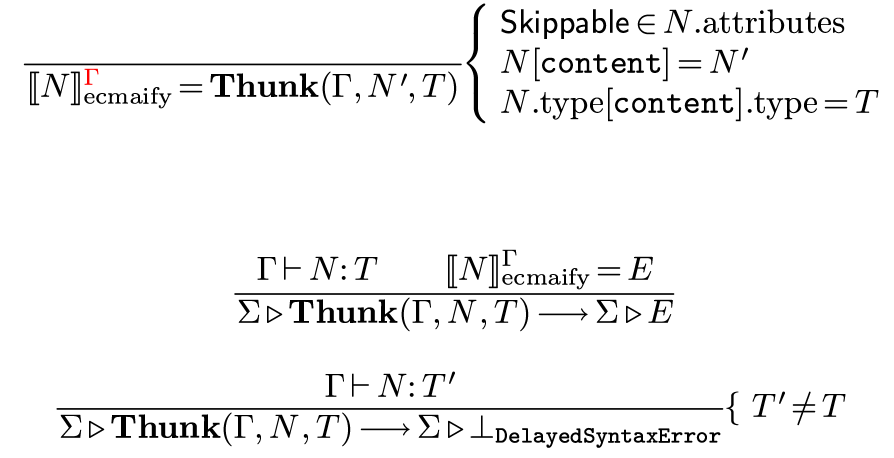 Skippable ∈ N.attributes
⟦N⟧^Γ_ecmaify = Thunk(Γ, N′, T) { N[content] = N′
N.type[content].type = T
Γ ⊢ N: T ⟦N⟧^Γ_ecmaify = E
Σ ▷ Thunk(Γ, N, T) ⟶ Σ ▷ E
Γ ⊢ N: T′
Σ ▷ Thunk(Γ, N, T) ⟶ Σ ▷ ⊥_DelayedSyntaxError { T′ ≠ T